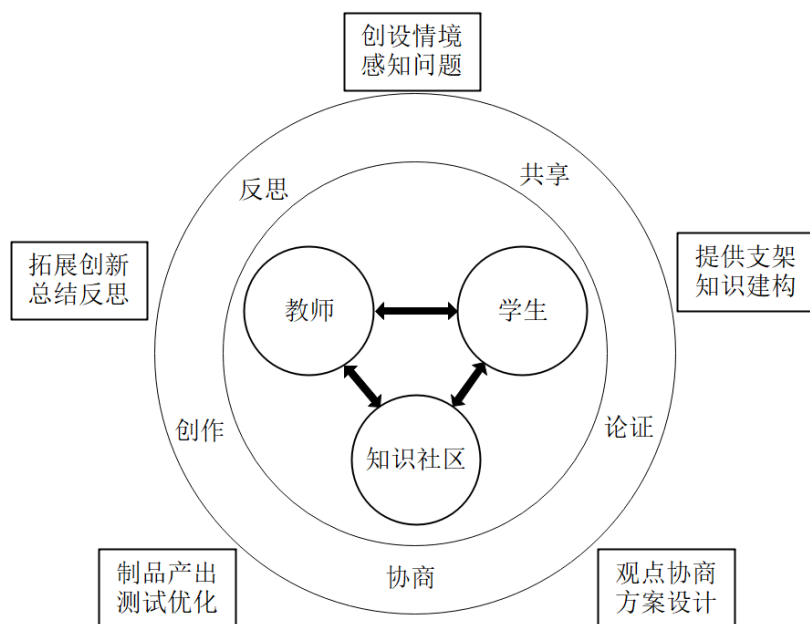 创设情境
感知问题
反思
共享
拓展创新
总结反思
提供支架
知识建构
教师
学生
创作
论证
知识社区
制品产出
测试优化
协商
观点协商
方案设计